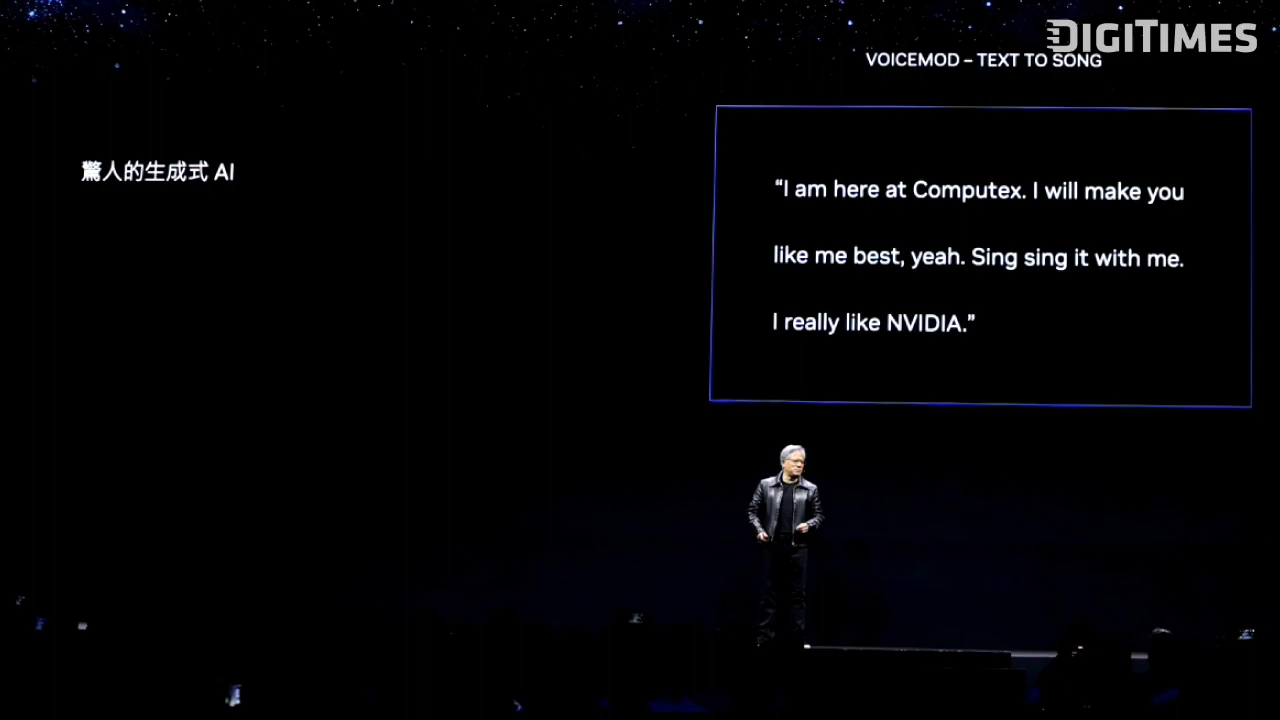 DIGITIMES
VOICEMOD – TEXT TO SONG
驚人的生成式 AI
“I am here at Computex. I will make you
like me best, yeah. Sing sing it with me.
I really like NVIDIA.”